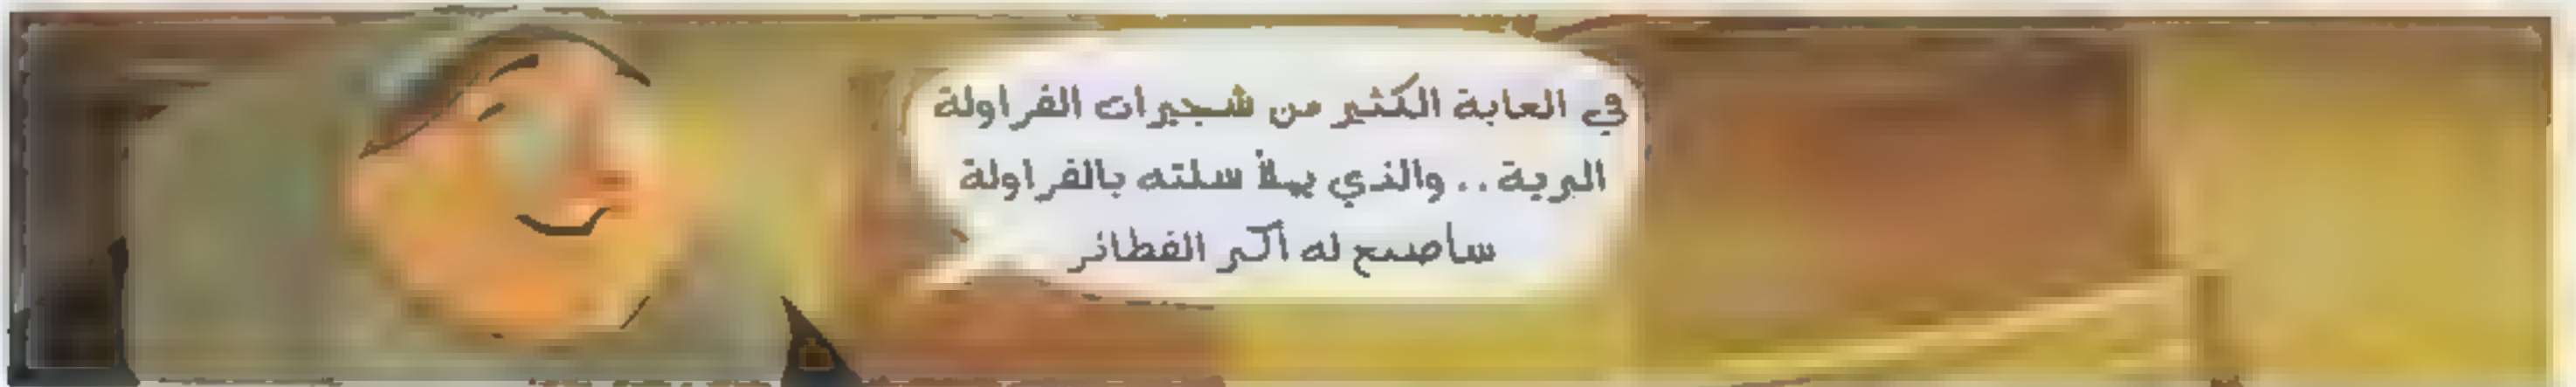 في الغابة الكثير من شجيرات الفراولة
البرية . . والذي يملأ سلته بالفراولة
سأصنع له أكبر الفطائر